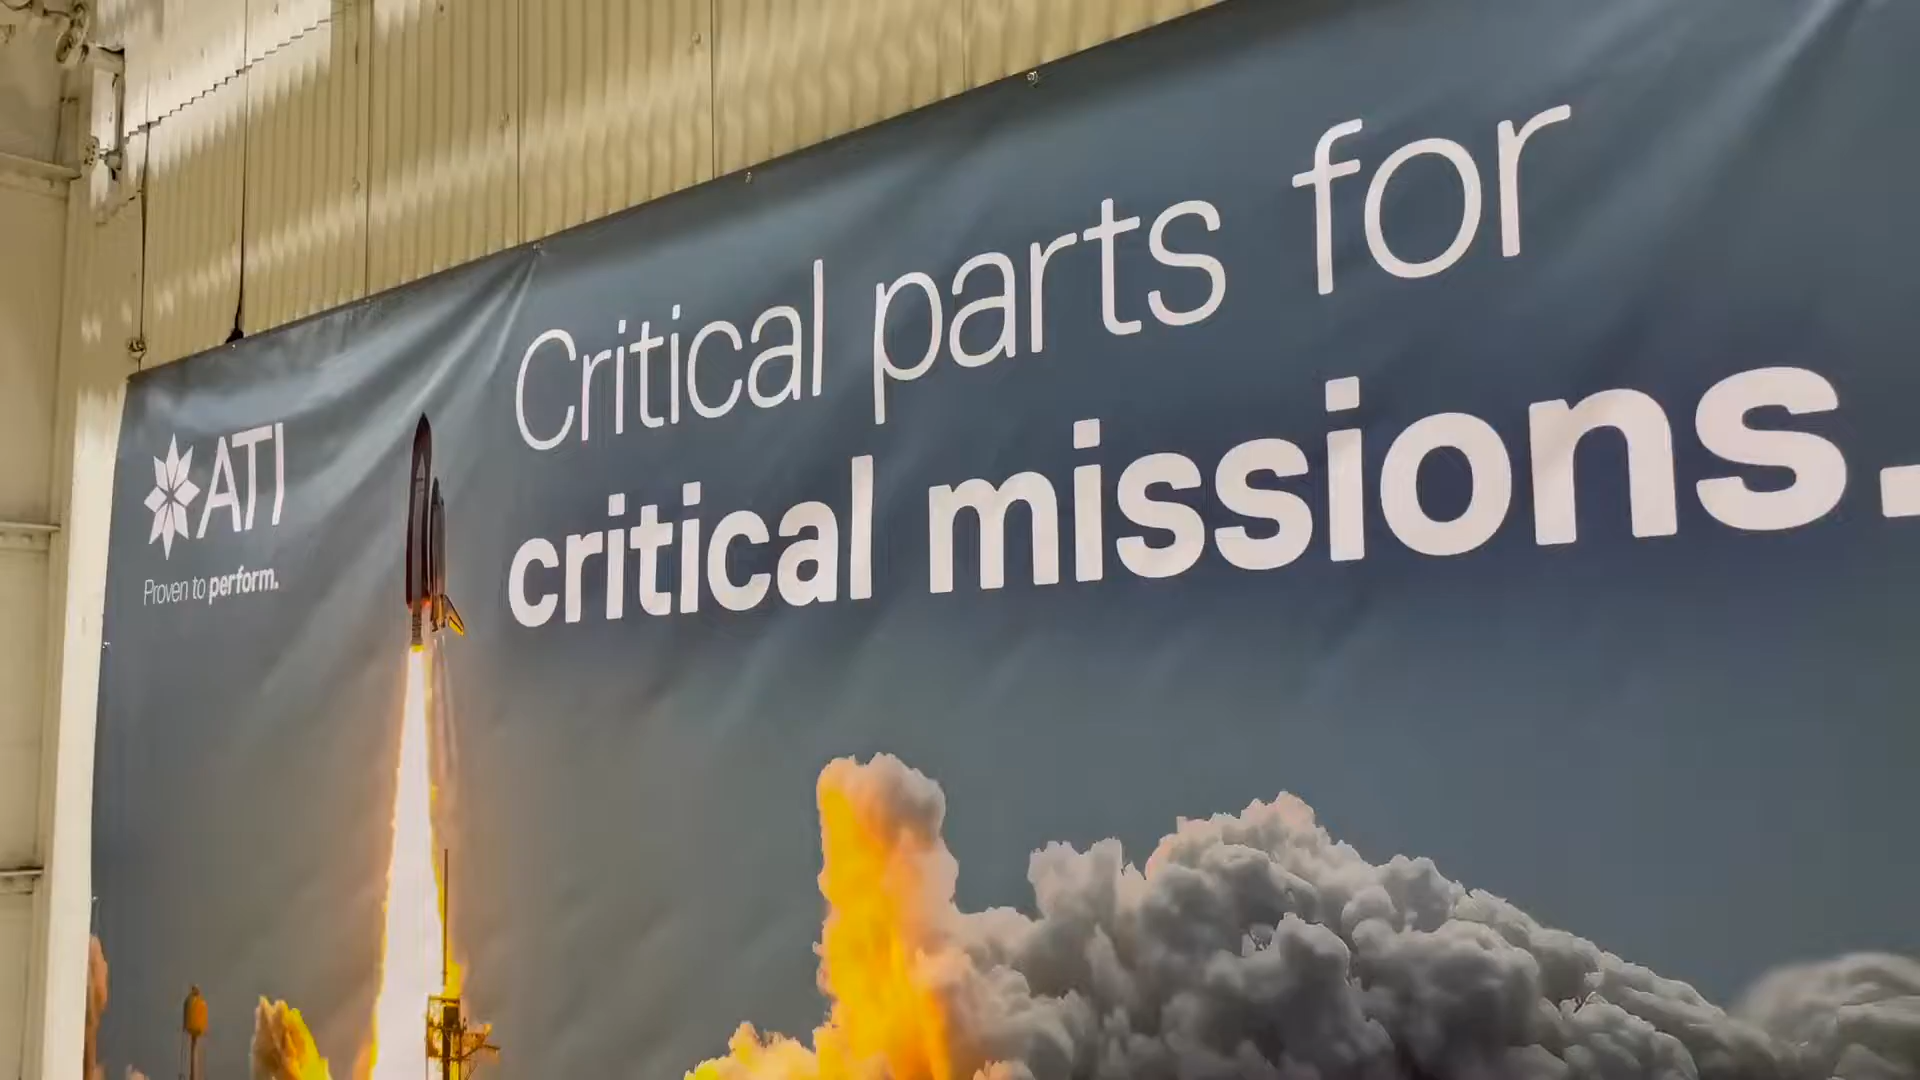 ATI
Proven to perform.
Critical parts for
critical missions.